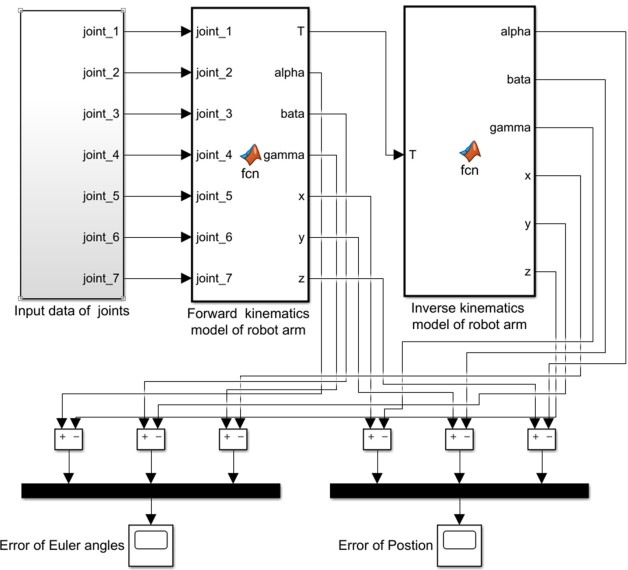 joint_1
joint_2
joint_3
joint_4
joint_5
joint_6
joint_7
Input data of joints
joint_1
joint_2
joint_3
joint_4
joint_5
joint_6
joint_7
fcn
T
alpha
bata
gamma
x
y
z
Forward kinematics
model of robot arm
T
fcn
alpha
bata
gamma
x
y
z
Inverse kinematics
model of robot arm
+ −
+ −
+ −
+ −
+ −
+ −
Error of Euler angles
Error of Postion